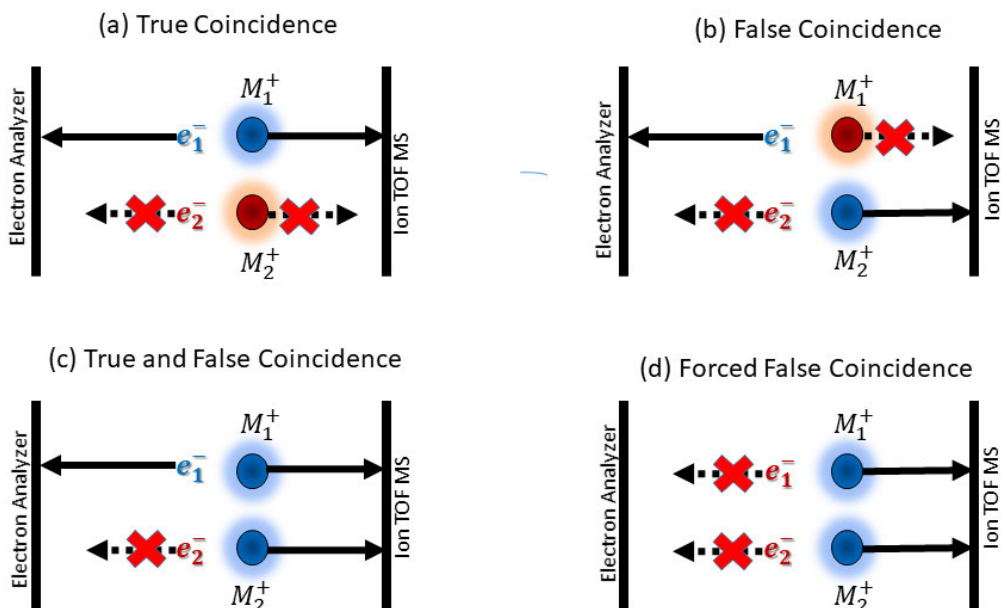 (a) True Coincidence
Electron Analyzer
M₁⁺
e₁⁻
e₂⁻
M₂⁺
Ion TOF MS
(b) False Coincidence
Electron Analyzer
M₁⁺
e₁⁻
e₂⁻
M₂⁺
Ion TOF MS
(c) True and False Coincidence
Electron Analyzer
M₁⁺
e₁⁻
e₂⁻
M₂⁺
Ion TOF MS
(d) Forced False Coincidence
Electron Analyzer
M₁⁺
e₁⁻
e₂⁻
M₂⁺
Ion TOF MS